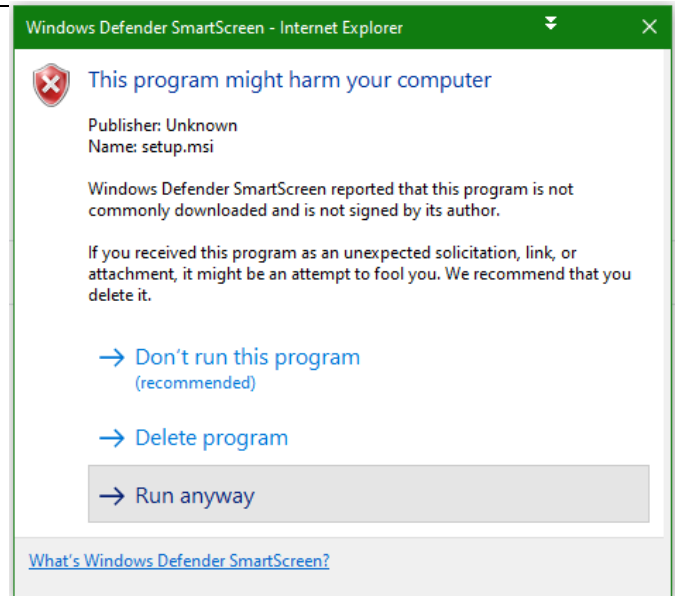 Windows Defender SmartScreen - Internet Explorer
This program might harm your computer
Publisher: Unknown
Name: setup.msi
Windows Defender SmartScreen reported that this program is not
commonly downloaded and is not signed by its author.
If you received this program as an unexpected solicitation, link, or
attachment, it might be an attempt to fool you. We recommend that you
delete it.
Don't run this program
(recommended)
Delete program
Run anyway
What's Windows Defender SmartScreen?